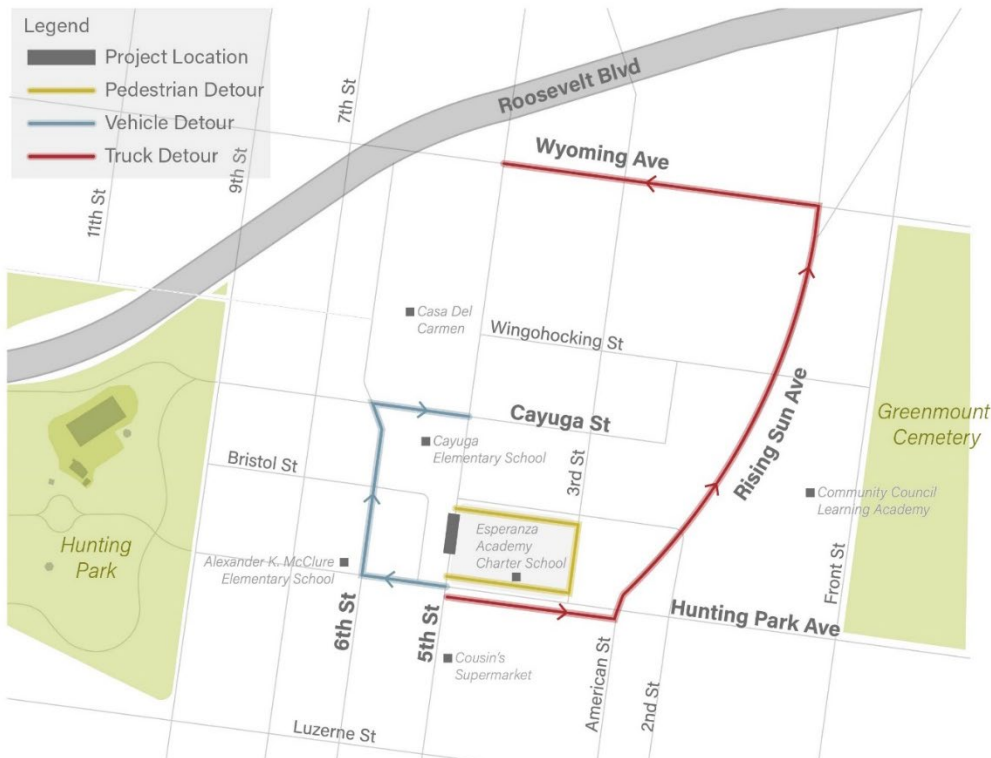 Legend
Project Location
Pedestrian Detour
Vehicle Detour
Truck Detour
11th St
9th St
7th St
Roosevelt Blvd
Wyoming Ave
Casa Del
Carmen
Wingohocking St
Cayuga St
Cayuga
Elementary School
Bristol St
3rd St
Rising Sun Ave
Greenmount
Cemetery
Community Council
Learning Academy
Esperanza
Academy
Charter School
Hunting
Park
Alexander K. McClure
Elementary School
6th St
5th St
Hunting Park Ave
Front St
Cousin's
Supermarket
American St
2nd St
Luzerne St